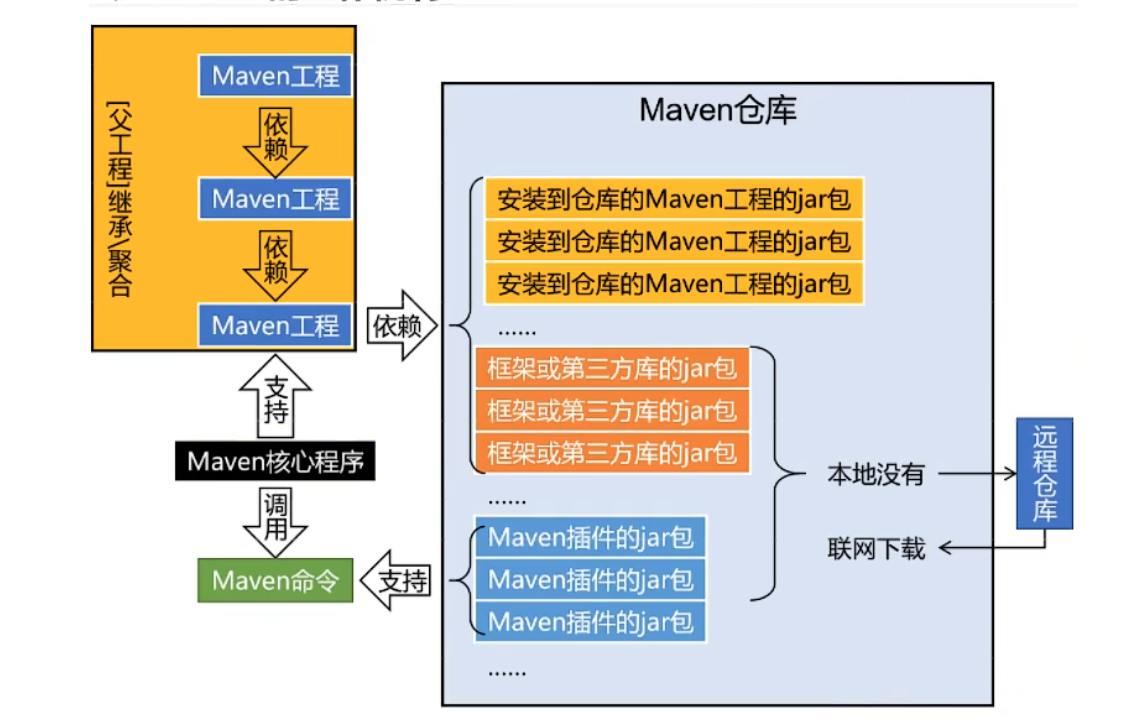 Maven工程
依赖
Maven工程
依赖
Maven工程
[父工程]继承\聚合
支持
Maven核心程序
调用
Maven命令
依赖
支持
Maven仓库
安装到仓库的Maven工程的jar包
安装到仓库的Maven工程的jar包
安装到仓库的Maven工程的jar包
......
框架或第三方库的jar包
框架或第三方库的jar包
框架或第三方库的jar包
......
Maven插件的jar包
Maven插件的jar包
Maven插件的jar包
......
本地没有
联网下载
远程仓库